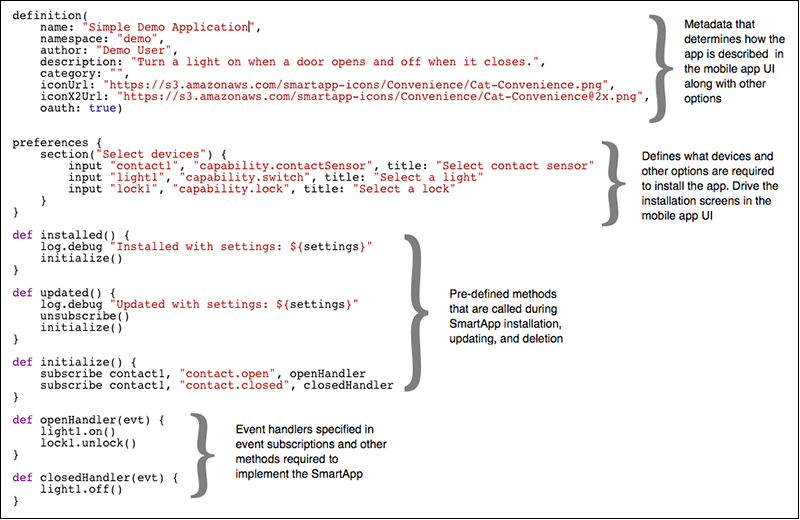 definition(
name: "Simple Demo Application",
namespace: "demo",
author: "Demo User",
description: "Turn a light on when a door opens and off when it closes.",
category: "",
iconUrl: "https://s3.amazonaws.com/smartapp-icons/Convenience/Cat-Convenience.png",
iconX2Url: "https://s3.amazonaws.com/smartapp-icons/Convenience/Cat-Convenience@2x.png",
oauth: true)
Metadata that
determines how the
app is described in
the mobile app UI
along with other
options
preferences {
section("Select devices") {
input "contact1", "capability.contactSensor", title: "Select contact sensor"
input "light1", "capability.switch", title: "Select a light"
input "lock1", "capability.lock", title: "Select a lock"
}
}
Defines what devices and
other options are required
to install the app. Drive the
installation screens in the
mobile app UI
def installed() {
log.debug "Installed with settings: ${settings}"
initialize()
}
def updated() {
log.debug "Updated with settings: ${settings}"
unsubscribe()
initialize()
}
def initialize() {
subscribe contact1, "contact.open", openHandler
subscribe contact1, "contact.closed", closedHandler
}
Pre-defined methods
that are called during
SmartApp installation,
updating, and deletion
def openHandler(evt) {
light1.on()
lock1.unlock()
}
def closedHandler(evt) {
light1.off()
}
Event handlers specified in
event subscriptions and other
methods required to
implement the SmartApp